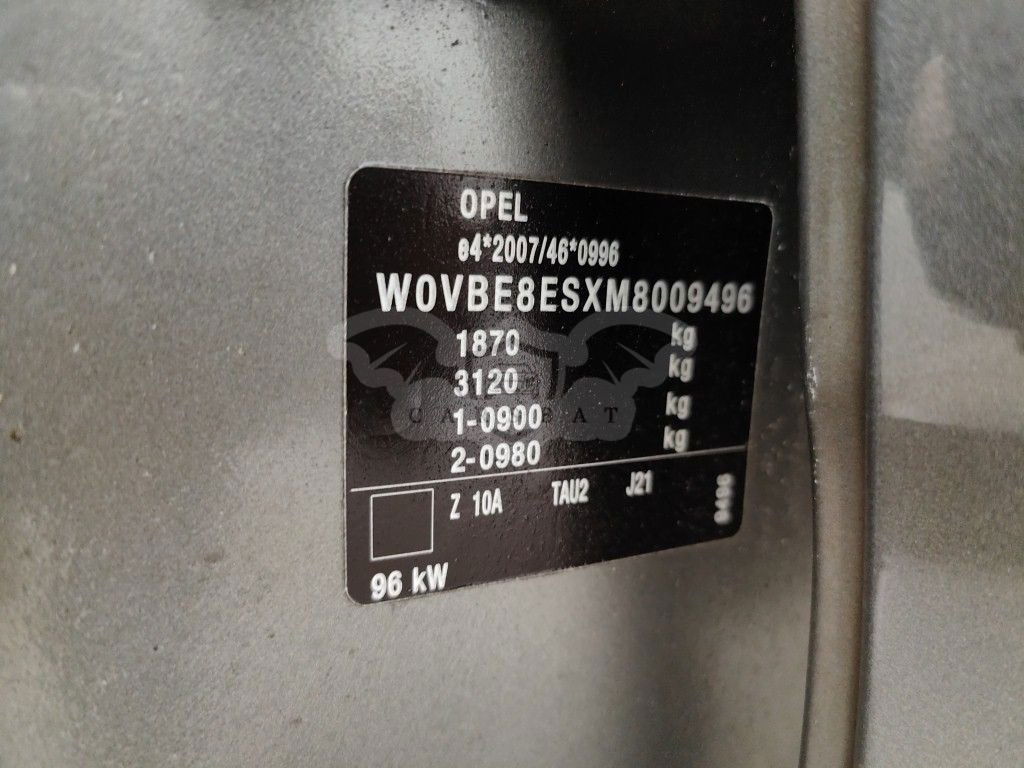 OPEL
e4*2007/46*0996
W0VBE8ESXM8009496
1870 kg
3120 kg
1-0900 kg
2-0980 kg
Z 10A TAU2 J21
9496
96 kW